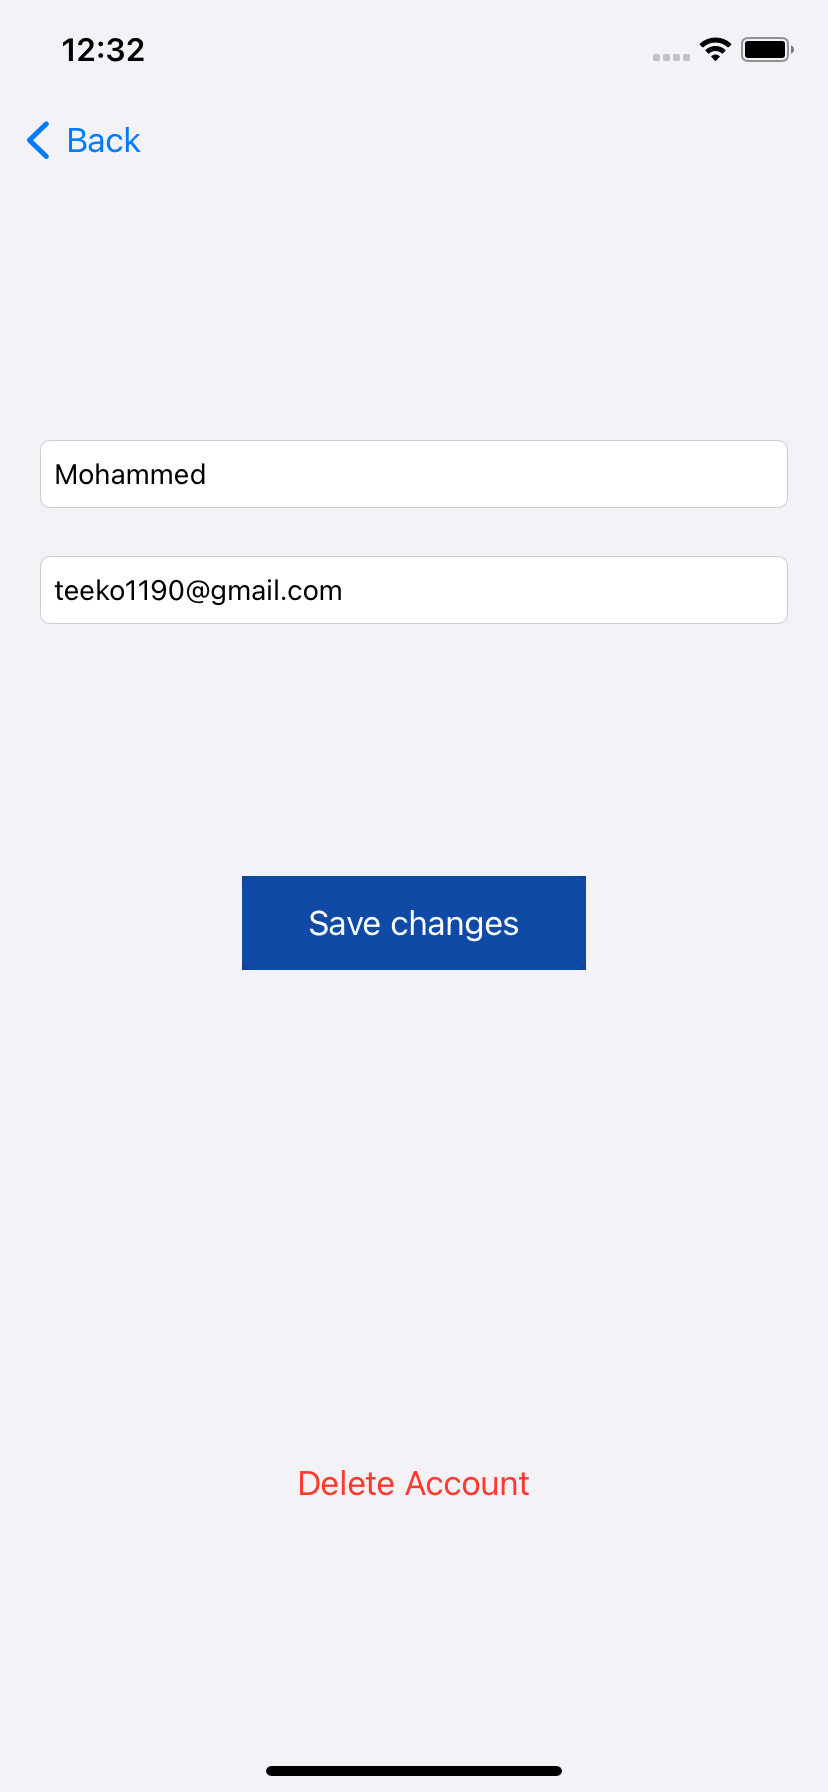 12:32
Back
Mohammed
teeko1190@gmail.com
Save changes
Delete Account